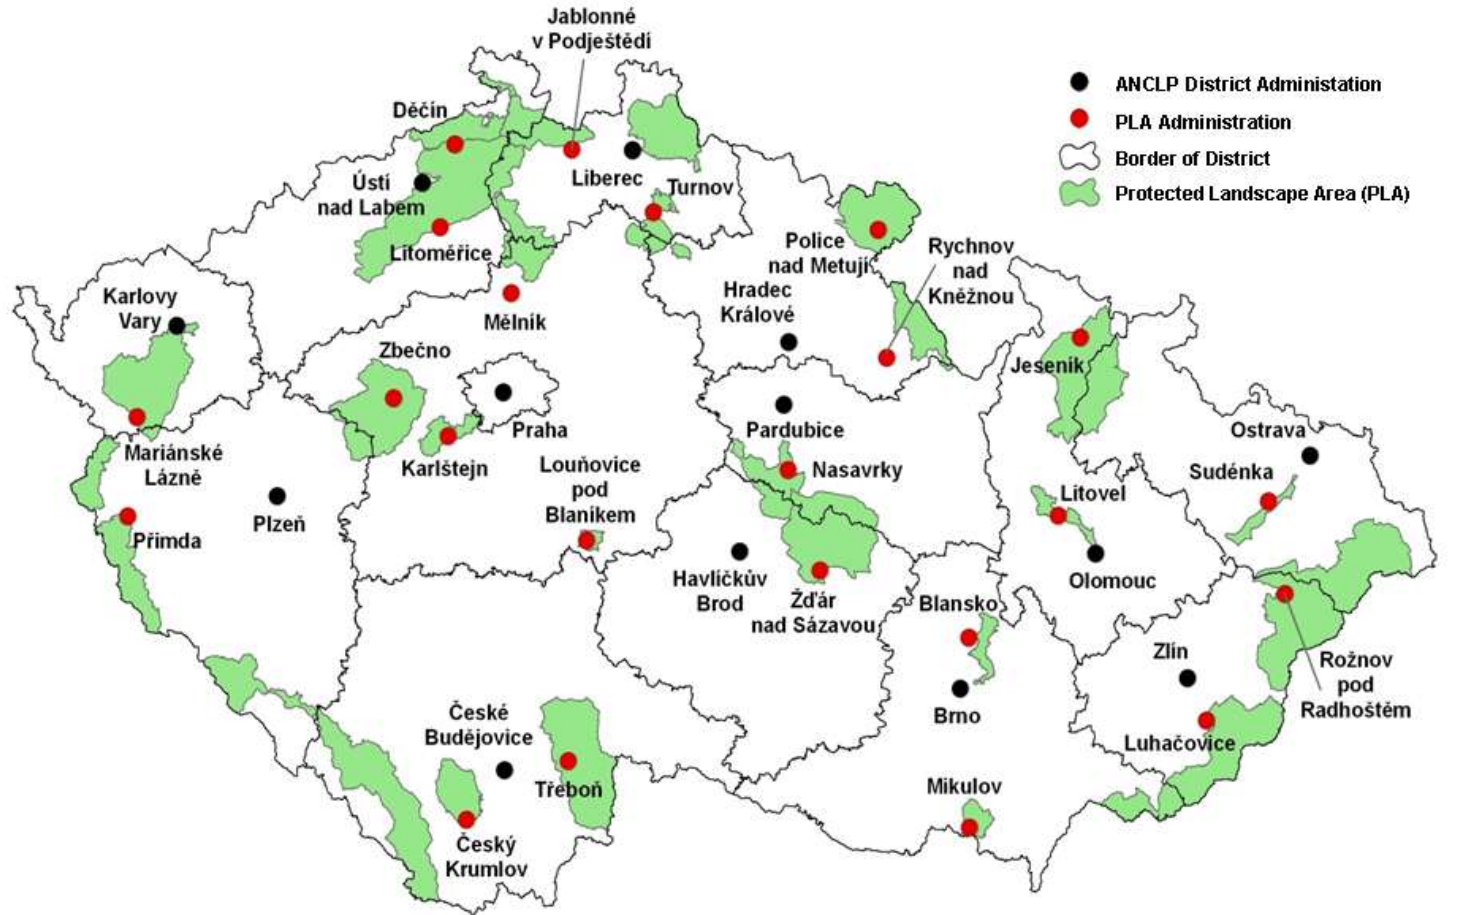 Jablonné
v Podještědí
Děčín
Ústí
nad Labem
Liberec
Turnov
Litoměřice
Mělník
Police
nad Metují
Rychnov
nad
Kněžnou
Hradec
Králové
Karlovy
Vary
Zbečno
Praha
Karlštejn
Mariánské
Lázně
Plzeň
Přimda
Louňovice
pod
Blaníkem
Pardubice
Nasavrky
Havlíčkův
Brod
Žďár
nad Sázavou
Jeseník
Ostrava
Sudénka
Litovel
Olomouc
Blansko
Brno
Zlín
Rožnov
pod
Radhoštěm
Luhačovice
Mikulov
České
Budějovice
Třeboň
Český
Krumlov
ANCLP District Administation
PLA Administration
Border of District
Protected Landscape Area (PLA)